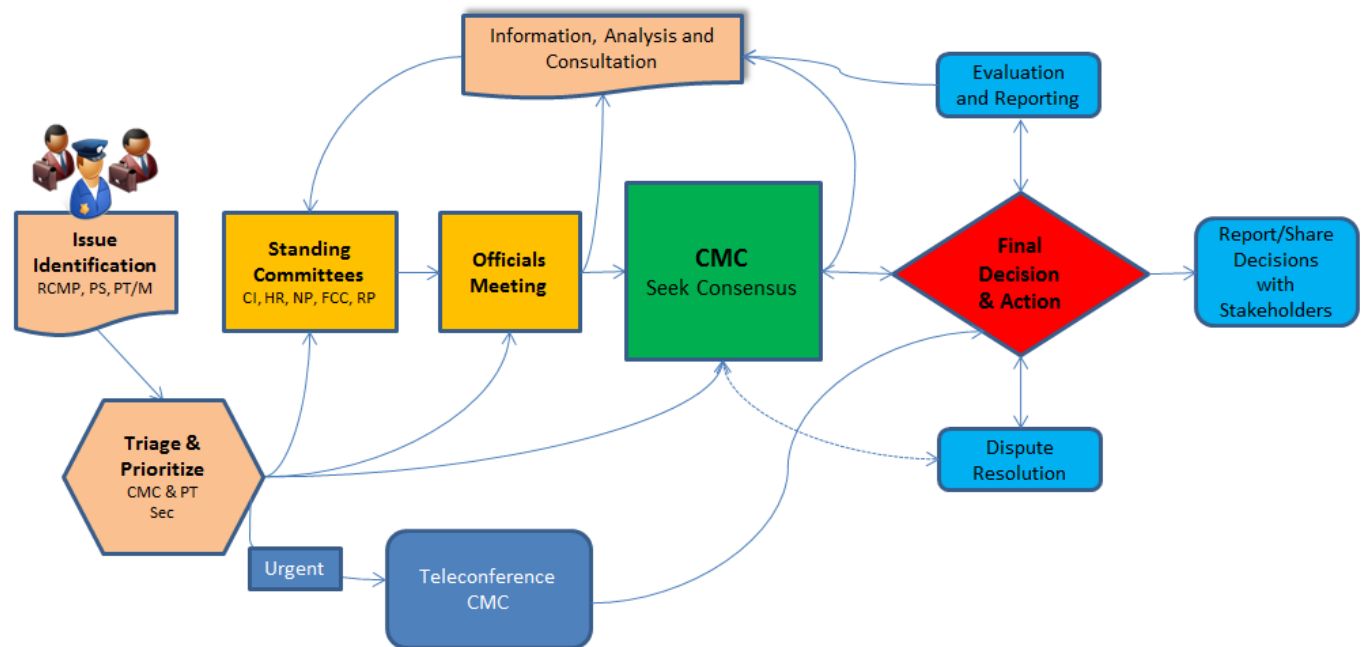 Information, Analysis and
Consultation
Evaluation
and Reporting
Issue
Identification
RCMP, PS, PT/M
Standing
Committees
CI, HR, NP, FCC, RP
Officials
Meeting
CMC
Seek Consensus
Final
Decision
& Action
Report/Share
Decisions
with
Stakeholders
Triage &
Prioritize
CMC & PT
Sec
Dispute
Resolution
Urgent
Teleconference
CMC